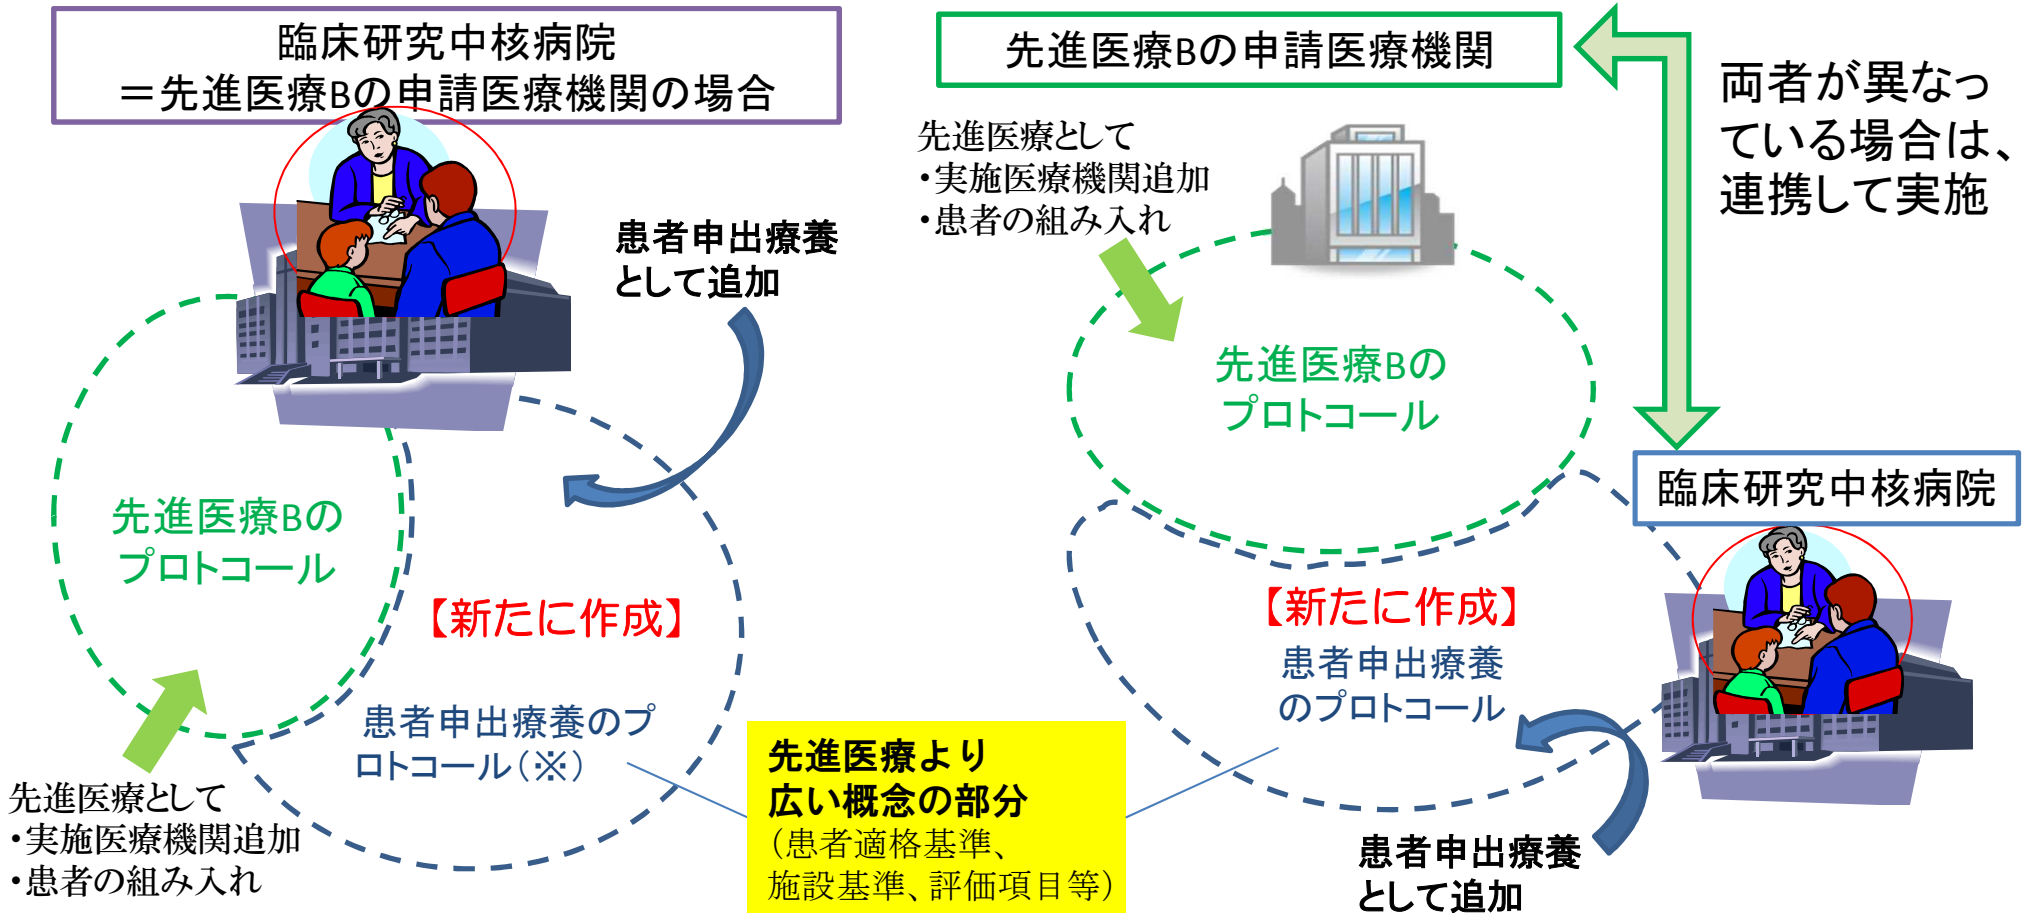 臨床研究中核病院
＝先進医療Bの申請医療機関の場合
患者申出療養
として追加
先進医療Bの
プロトコール
【新たに作成】
患者申出療養のプ
ロトコール（※）
先進医療として
・実施医療機関追加
・患者の組み入れ
先進医療より
広い概念の部分
（患者適格基準、
施設基準、評価項目等）
先進医療Bの申請医療機関
両者が異なっ
ている場合は、
連携して実施
先進医療として
・実施医療機関追加
・患者の組み入れ
先進医療Bの
プロトコール
臨床研究中核病院
【新たに作成】
患者申出療養
のプロトコール
患者申出療養
として追加